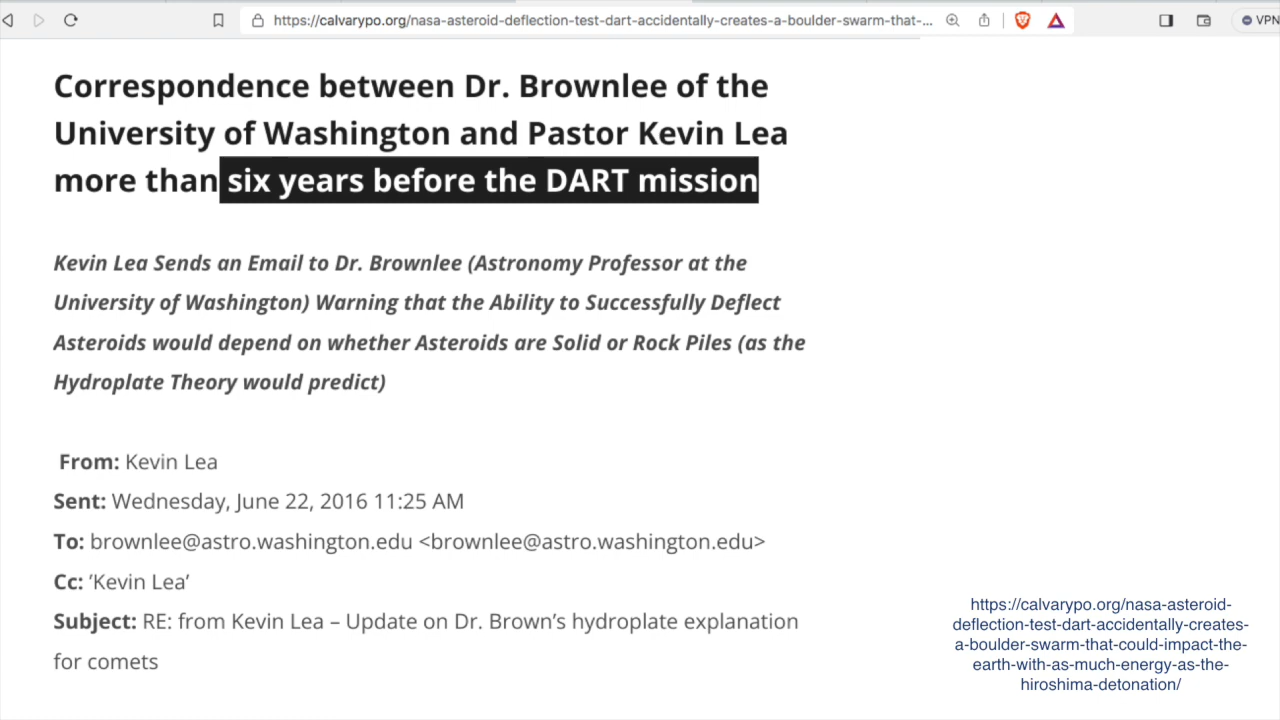 https://calvarypo.org/nasa-asteroid-deflection-test-dart-accidentally-creates-a-boulder-swarm-that-...
VPN
Correspondence between Dr. Brownlee of the
University of Washington and Pastor Kevin Lea
more than six years before the DART mission
Kevin Lea Sends an Email to Dr. Brownlee (Astronomy Professor at the
University of Washington) Warning that the Ability to Successfully Deflect
Asteroids would depend on whether Asteroids are Solid or Rock Piles (as the
Hydroplate Theory would predict)
From: Kevin Lea
Sent: Wednesday, June 22, 2016 11:25 AM
To: brownlee@astro.washington.edu <brownlee@astro.washington.edu>
Cc: ‘Kevin Lea’
Subject: RE: from Kevin Lea – Update on Dr. Brown’s hydroplate explanation
for comets
https://calvarypo.org/nasa-asteroid-
deflection-test-dart-accidentally-creates-
a-boulder-swarm-that-could-impact-the-
earth-with-as-much-energy-as-the-
hiroshima-detonation/